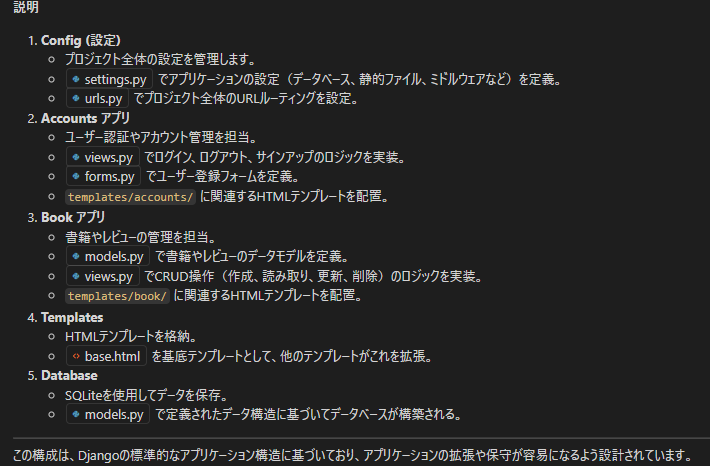 説明
1. Config (設定)
プロジェクト全体の設定を管理します。
settings.py でアプリケーションの設定（データベース、静的ファイル、ミドルウェアなど）を定義。
urls.py でプロジェクト全体のURLルーティングを設定。
2. Accounts アプリ
ユーザー認証やアカウント管理を担当。
views.py でログイン、ログアウト、サインアップのロジックを実装。
forms.py でユーザー登録フォームを定義。
templates/accounts/ に関連するHTMLテンプレートを配置。
3. Book アプリ
書籍やレビューの管理を担当。
models.py で書籍やレビューのデータモデルを定義。
views.py でCRUD操作（作成、読み取り、更新、削除）のロジックを実装。
templates/book/ に関連するHTMLテンプレートを配置。
4. Templates
HTMLテンプレートを格納。
base.html を基底テンプレートとして、他のテンプレートがこれを拡張。
5. Database
SQLiteを使用してデータを保存。
models.py で定義されたデータ構造に基づいてデータベースが構築される。
この構成は、Djangoの標準的なアプリケーション構造に基づいており、アプリケーションの拡張や保守が容易になるよう設計されています。